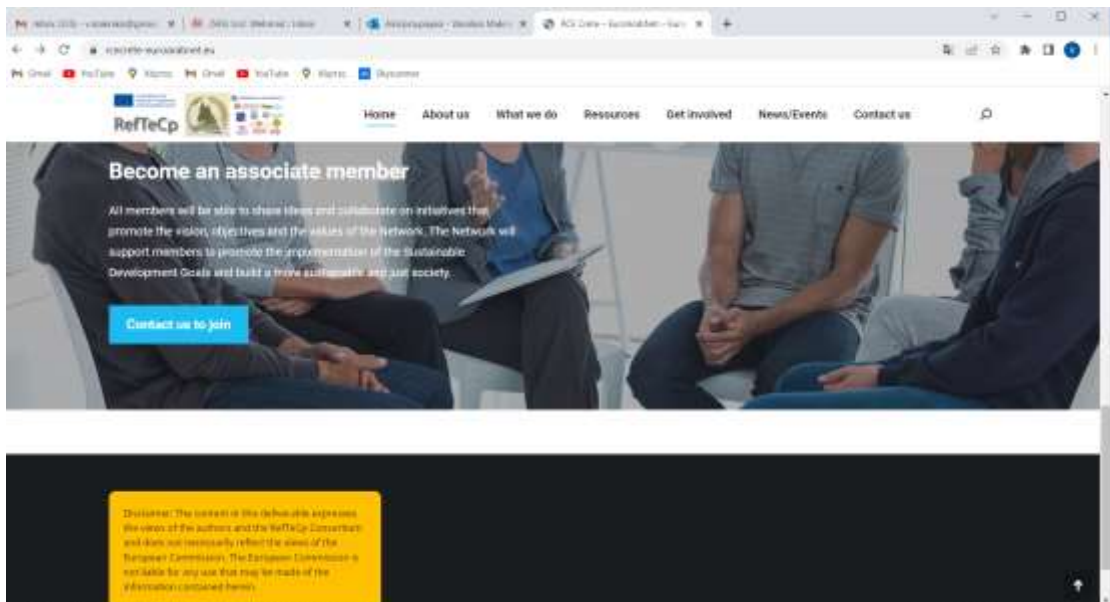 YouTube
Gmail
YouTube
RefTeCp
Home
About us
What we do
Resources
Get involved
News/Events
Contact us
Become an associate member
All members will be able to share ideas and collaborate on initiatives that
promote the vision, objectives and the values of the Network. The Network will
support members to promote the implementation of the Sustainable
Development Goals and build a more sustainable and just society.
Contact us to join
Disclaimer: The content of this deliverable expresses
the views of the authors and the RefTeCp Consortium
and does not necessarily reflect the views of the
European Commission. The European Commission is
not liable for any use that may be made of the
information contained herein.